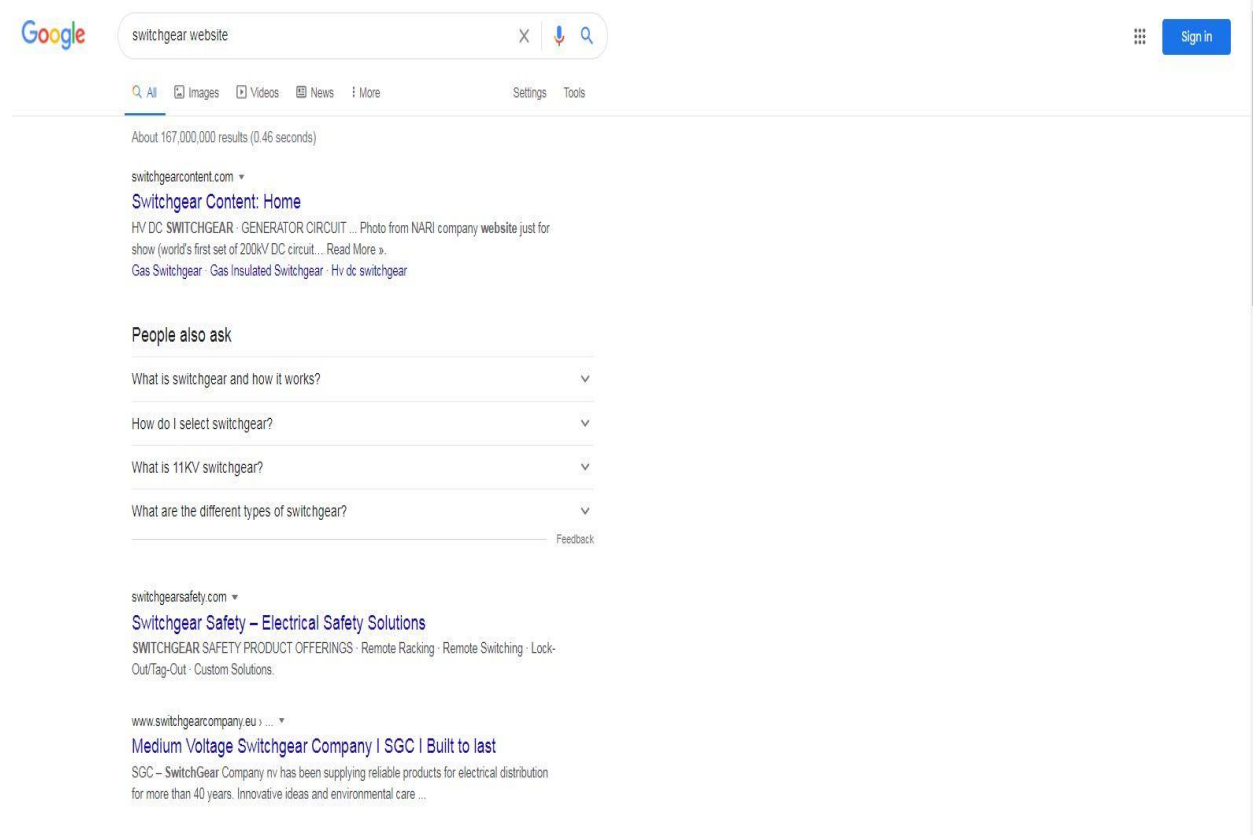 Google
switchgear website
Sign in
All Images Videos News More Settings Tools
About 167,000,000 results (0.46 seconds)
switchgearcontent.com
Switchgear Content: Home
HV DC SWITCHGEAR · GENERATOR CIRCUIT ... Photo from NARI company website just for
show (world's first set of 200kV DC circuit… Read More ».
Gas Switchgear · Gas Insulated Switchgear · Hv dc switchgear
People also ask
What is switchgear and how it works?
How do I select switchgear?
What is 11KV switchgear?
What are the different types of switchgear?
Feedback
switchgearsafety.com
Switchgear Safety – Electrical Safety Solutions
SWITCHGEAR SAFETY PRODUCT OFFERINGS · Remote Racking · Remote Switching · Lock-
Out/Tag-Out · Custom Solutions.
www.switchgearcompany.eu › ...
Medium Voltage Switchgear Company | SGC | Built to last
SGC – SwitchGear Company nv has been supplying reliable products for electrical distribution
for more than 40 years. Innovative ideas and environmental care ...